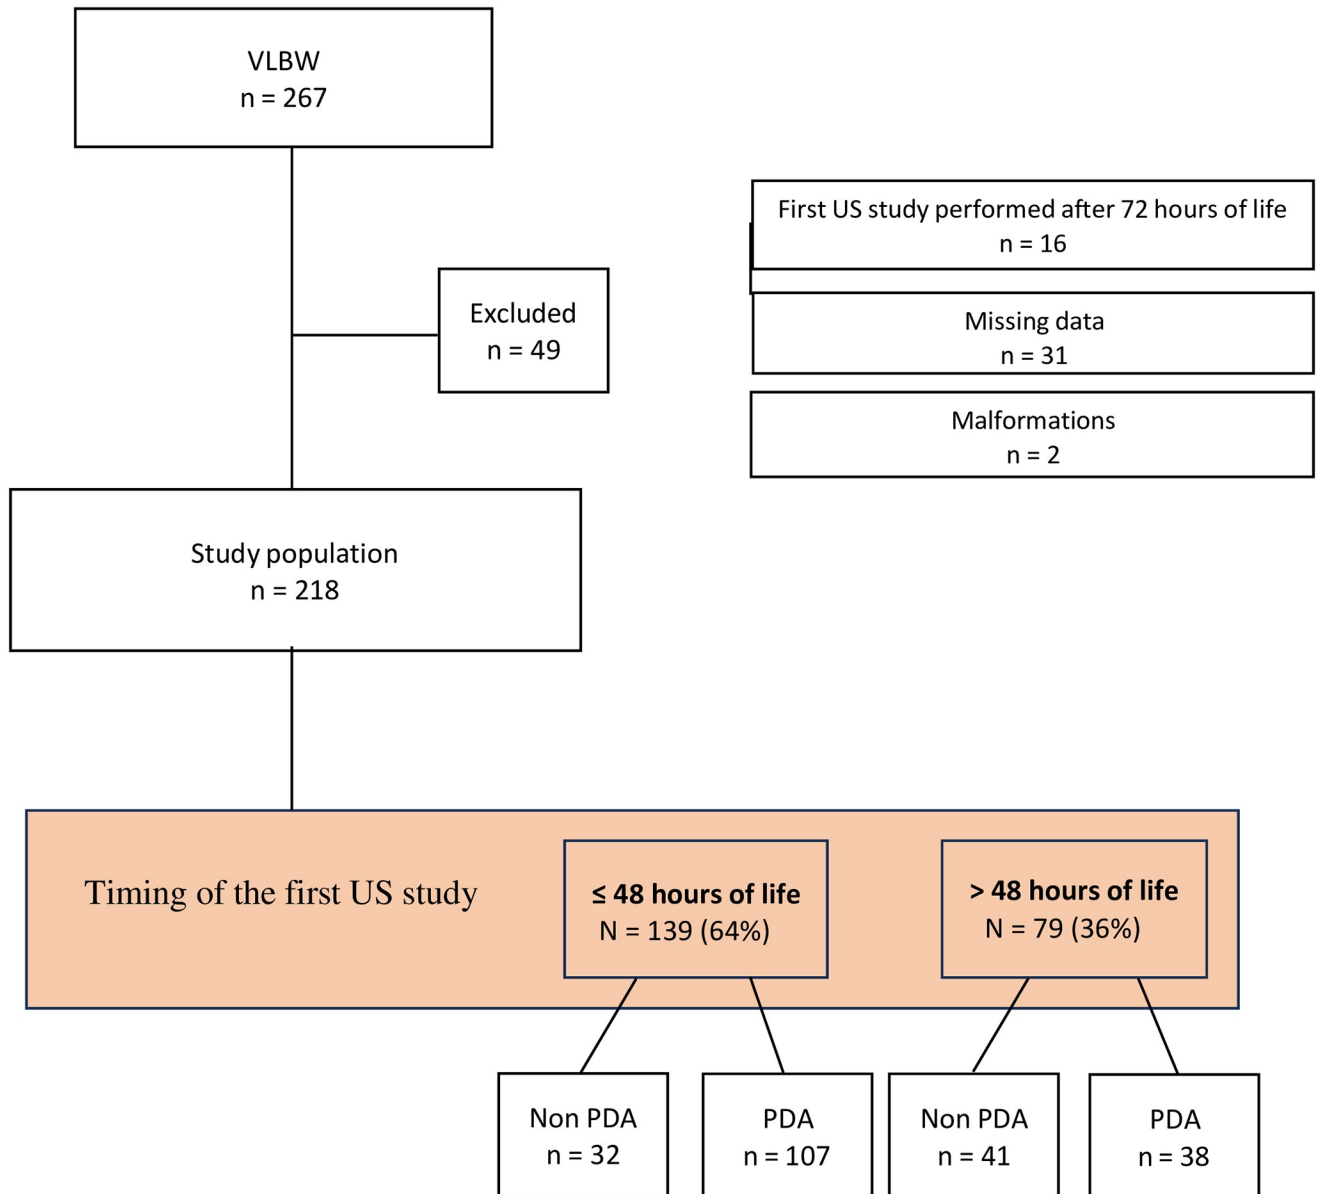 VLBW
n = 267
First US study performed after 72 hours of life
n = 16
Excluded
n = 49
Missing data
n = 31
Malformations
n = 2
Study population
n = 218
Timing of the first US study
≤ 48 hours of life
N = 139 (64%)
> 48 hours of life
N = 79 (36%)
Non PDA
n = 32
PDA
n = 107
Non PDA
n = 41
PDA
n = 38